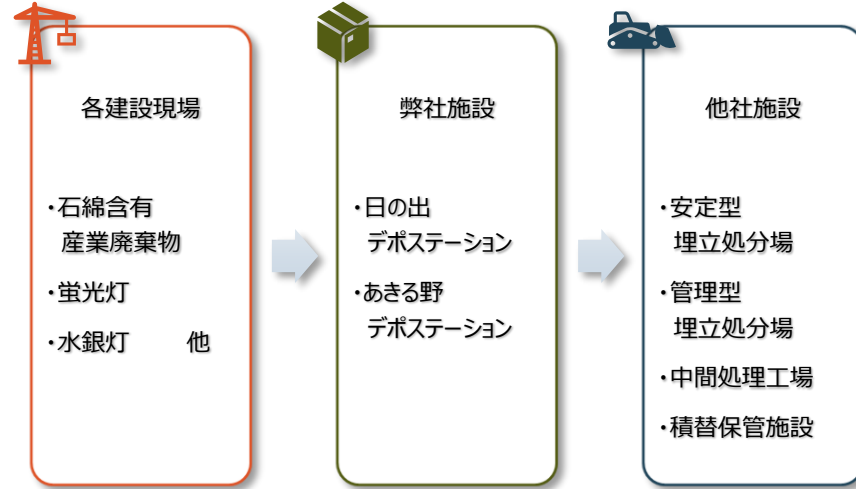 各建設現場
・石綿含有
産業廃棄物
・蛍光灯
・水銀灯　　他
弊社施設
・日の出
デポステーション
・あきる野
デポステーション
他社施設
・安定型
埋立処分場
・管理型
埋立処分場
・中間処理工場
・積替保管施設